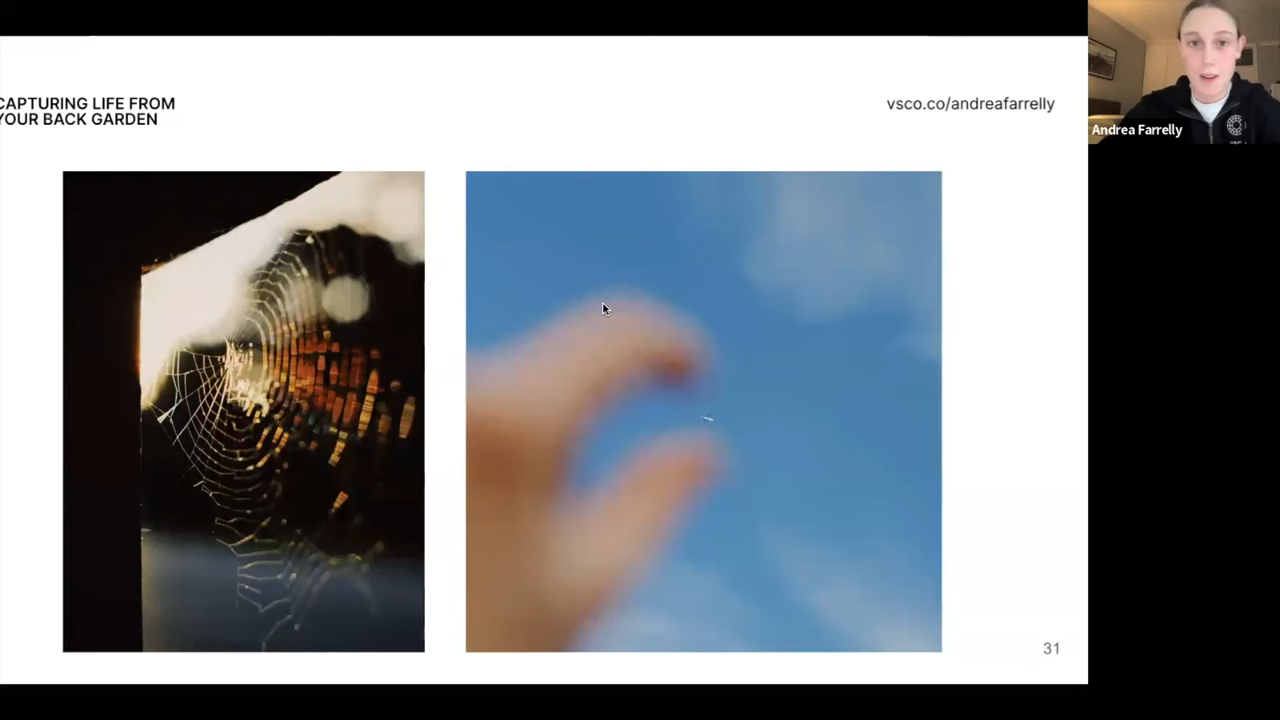 CAPTURING LIFE FROM
YOUR BACK GARDEN
vsco.co/andreafarrelly
Andrea Farrelly
31